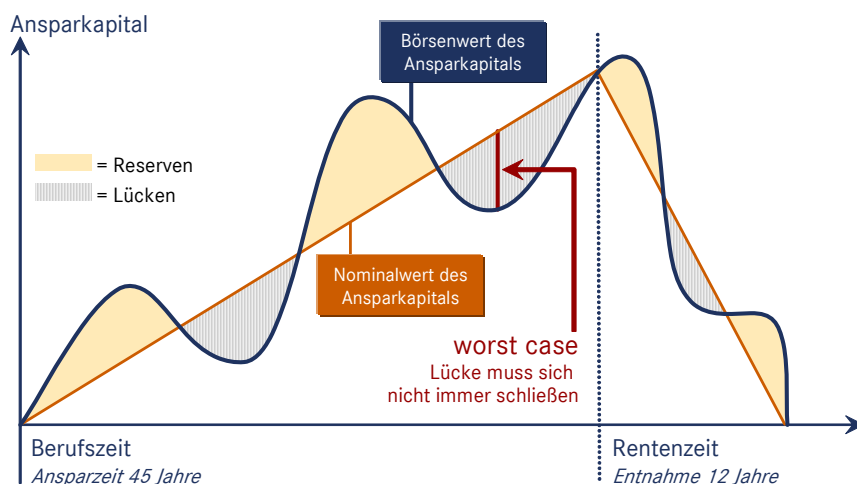 Ansparkapital
Börsenwert des
Ansparkapitals
= Reserven
= Lücken
Nominalwert des
Ansparkapitals
worst case
Lücke muss sich
nicht immer schließen
Berufszeit
Ansparzeit 45 Jahre
Rentenzeit
Entnahme 12 Jahre